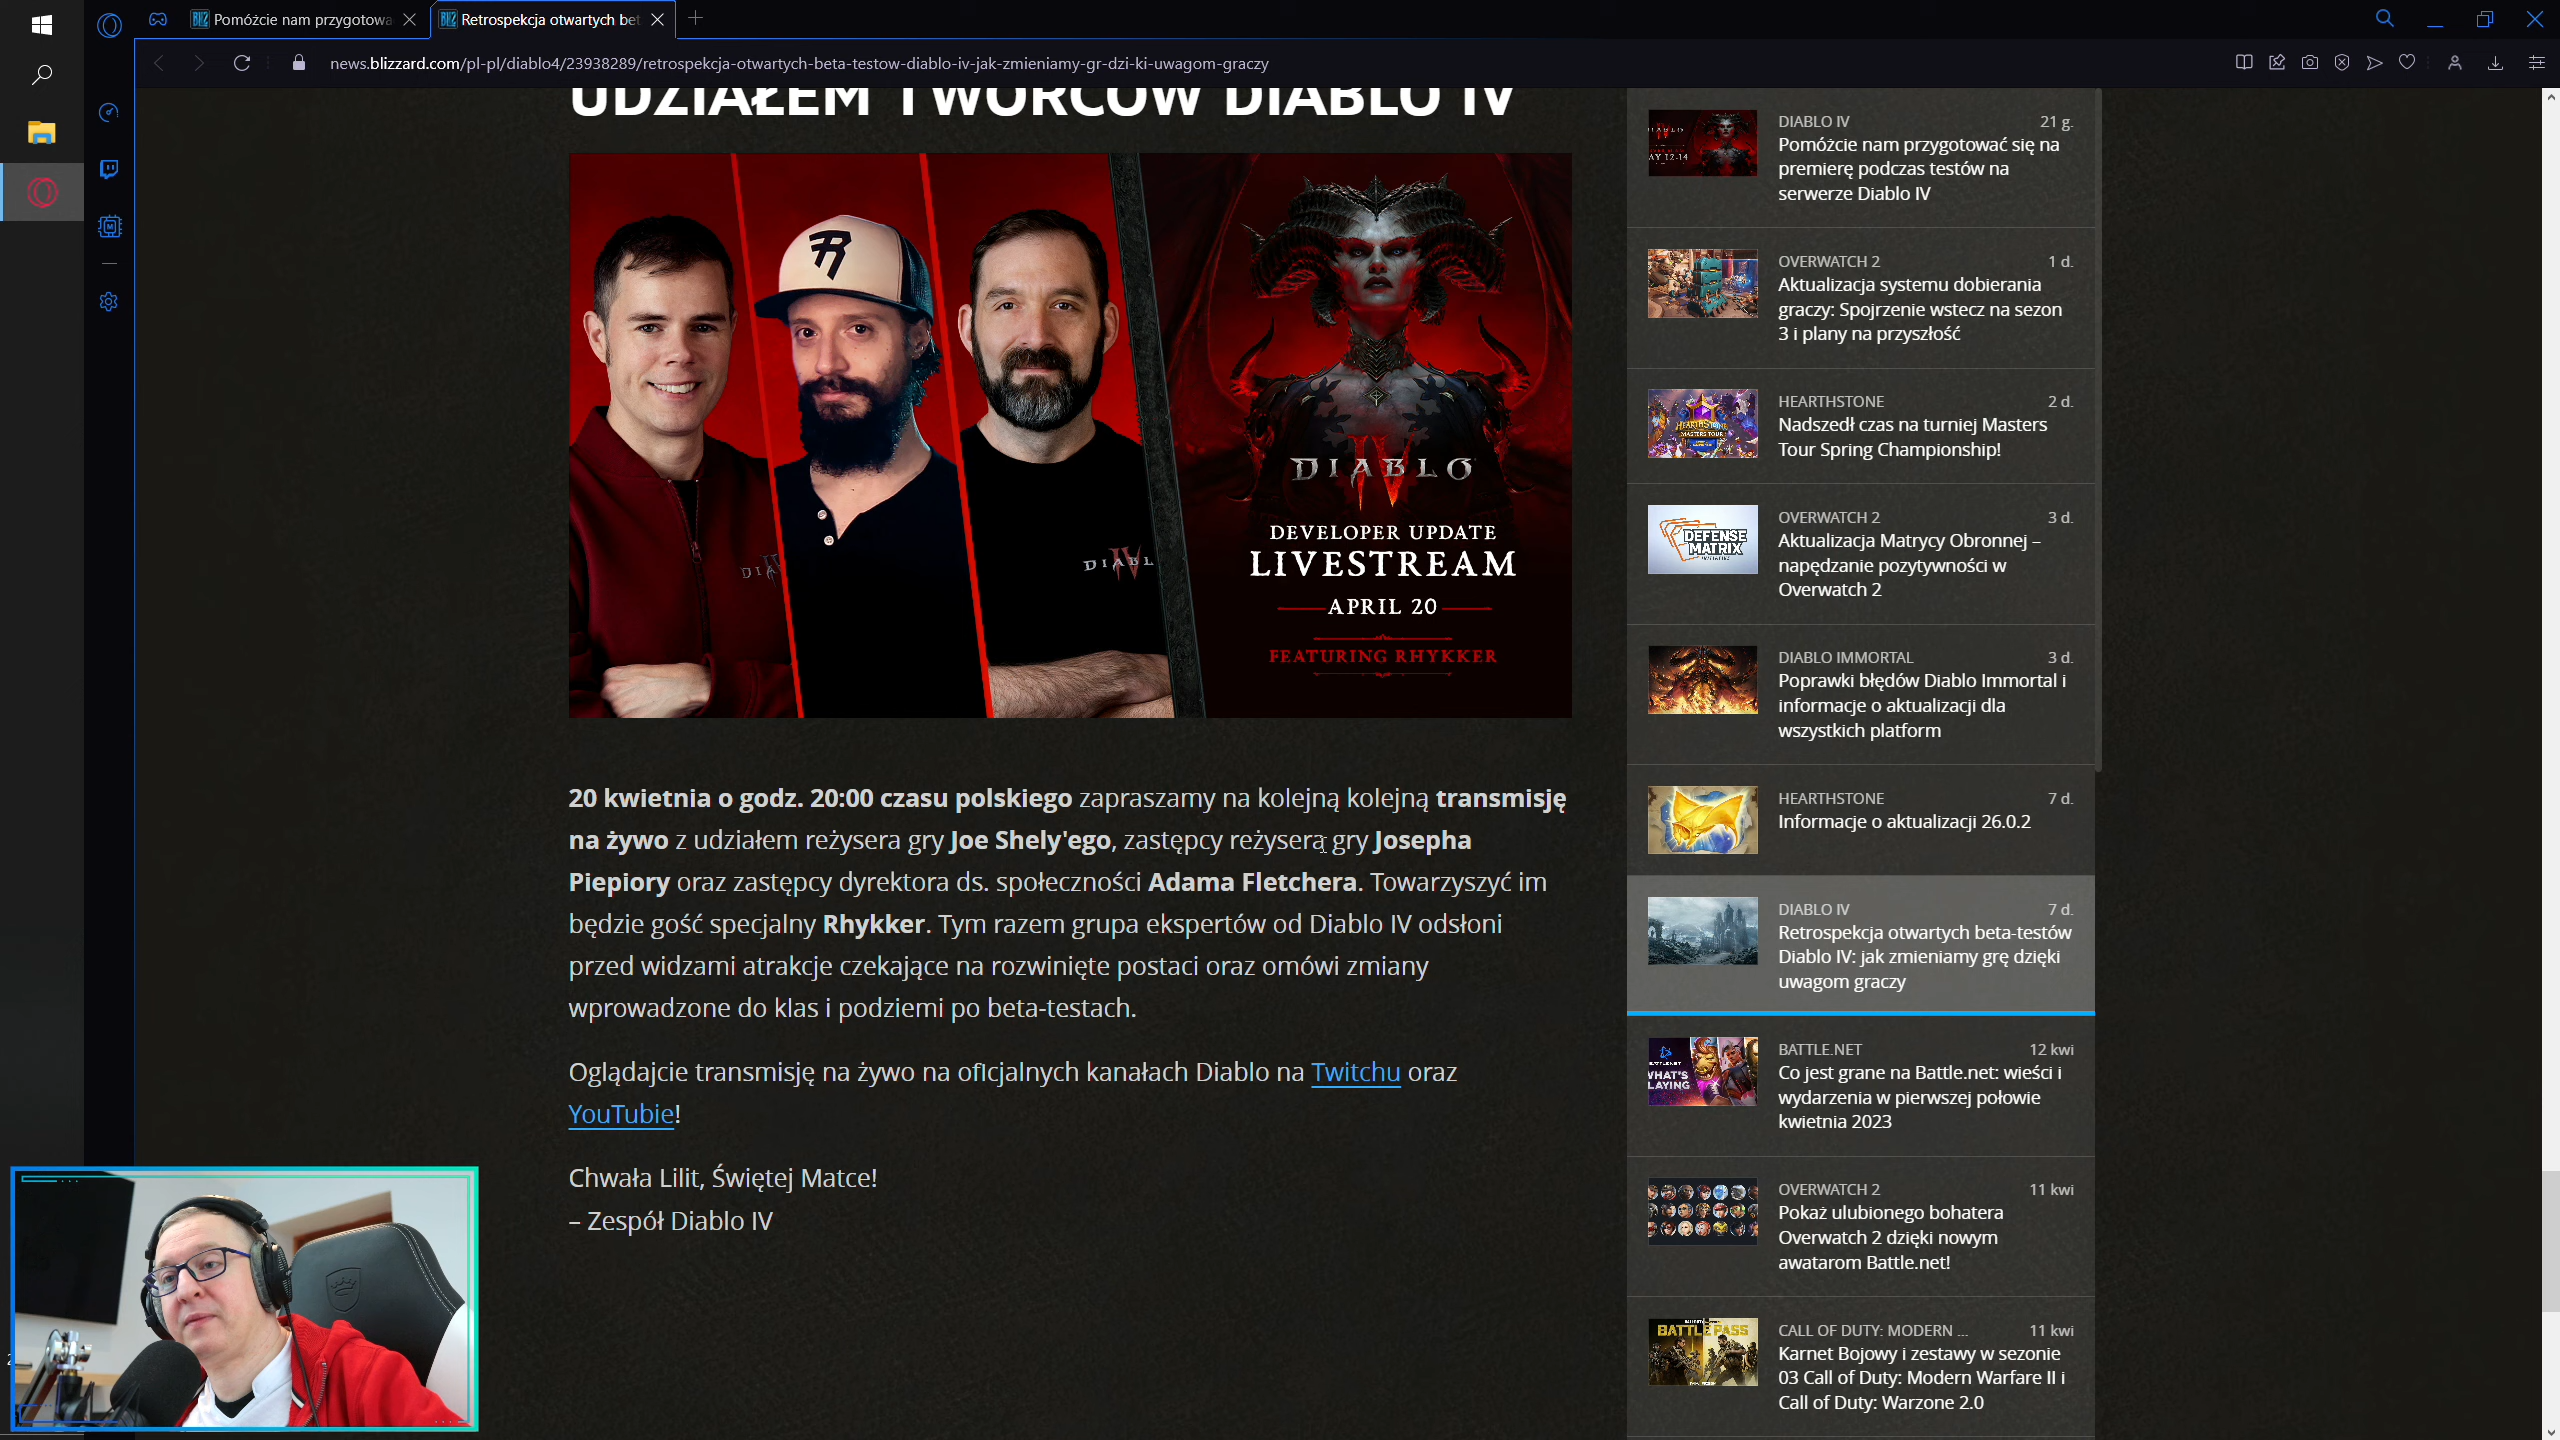 Pomóżcie nam przygotowa
Retrospekcja otwartych bet
news.blizzard.com/pl-pl/diablo4/23938289/retrospekcja-otwartych-beta-testow-diablo-iv-jak-zmieniamy-gr-dzi-ki-uwagom-graczy
UDZIAŁEM TWÓRCÓW DIABLO IV
DIABLO IV
DEVELOPER UPDATE
LIVESTREAM
APRIL 20
FEATURING RHYKKER
20 kwietnia o godz. 20:00 czasu polskiego zapraszamy na kolejną kolejną transmisję
na żywo z udziałem reżysera gry Joe Shely'ego, zastępcy reżysera gry Josepha
Piepiory oraz zastępcy dyrektora ds. społeczności Adama Fletchera. Towarzyszyć im
będzie gość specjalny Rhykker. Tym razem grupa ekspertów od Diablo IV odsłoni
przed widzami atrakcje czekające na rozwinięte postaci oraz omówi zmiany
wprowadzone do klas i podziemi po beta-testach.
Oglądajcie transmisję na żywo na oficjalnych kanałach Diablo na Twitchu oraz
YouTubie!
Chwała Lilit, Świętej Matce!
– Zespół Diablo IV
DIABLO IV 21 g.
Pomóżcie nam przygotować się na
premierę podczas testów na
serwerze Diablo IV
OVERWATCH 2 1 d.
Aktualizacja systemu dobierania
graczy: Spojrzenie wstecz na sezon
3 i plany na przyszłość
HEARTHSTONE 2 d.
Nadszedł czas na turniej Masters
Tour Spring Championship!
DEFENSE
MATRIX
OVERWATCH 2 3 d.
Aktualizacja Matrycy Obronnej –
napędzanie pozytywności w
Overwatch 2
DIABLO IMMORTAL 3 d.
Poprawki błędów Diablo Immortal i
informacje o aktualizacji dla
wszystkich platform
HEARTHSTONE 7 d.
Informacje o aktualizacji 26.0.2
DIABLO IV 7 d.
Retrospekcja otwartych beta-testów
Diablo IV: jak zmieniamy grę dzięki
uwagom graczy
BATTLE.NET 12 kwi
Co jest grane na Battle.net: wieści i
wydarzenia w pierwszej połowie
kwietnia 2023
OVERWATCH 2 11 kwi
Pokaż ulubionego bohatera
Overwatch 2 dzięki nowym
awatarom Battle.net!
BATTLE PASS
CALL OF DUTY: MODERN ... 11 kwi
Karnet Bojowy i zestawy w sezonie
03 Call of Duty: Modern Warfare II i
Call of Duty: Warzone 2.0